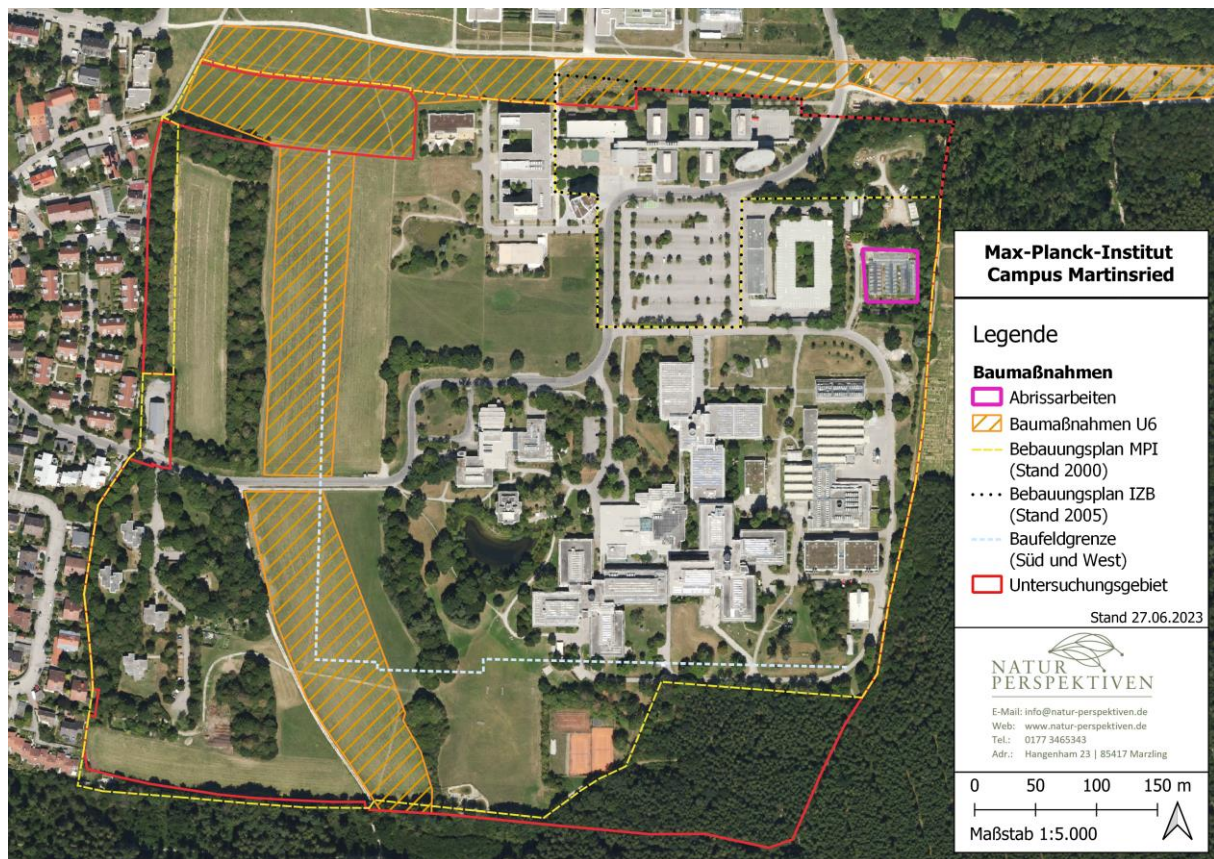 Max-Planck-Institut
Campus Martinsried
Legende
Baumaßnahmen
Abrissarbeiten
Baumaßnahmen U6
Bebauungsplan MPI
(Stand 2000)
Bebauungsplan IZB
(Stand 2005)
Baufeldgrenze
(Süd und West)
Untersuchungsgebiet
Stand 27.06.2023
NATUR
PERSPEKTIVEN
E-Mail: info@natur-perspektiven.de
Web: www.natur-perspektiven.de
Tel.: 0177 3465343
Adr.: Hangenham 23 | 85417 Marzling
0 50 100 150 m
Maßstab 1:5.000